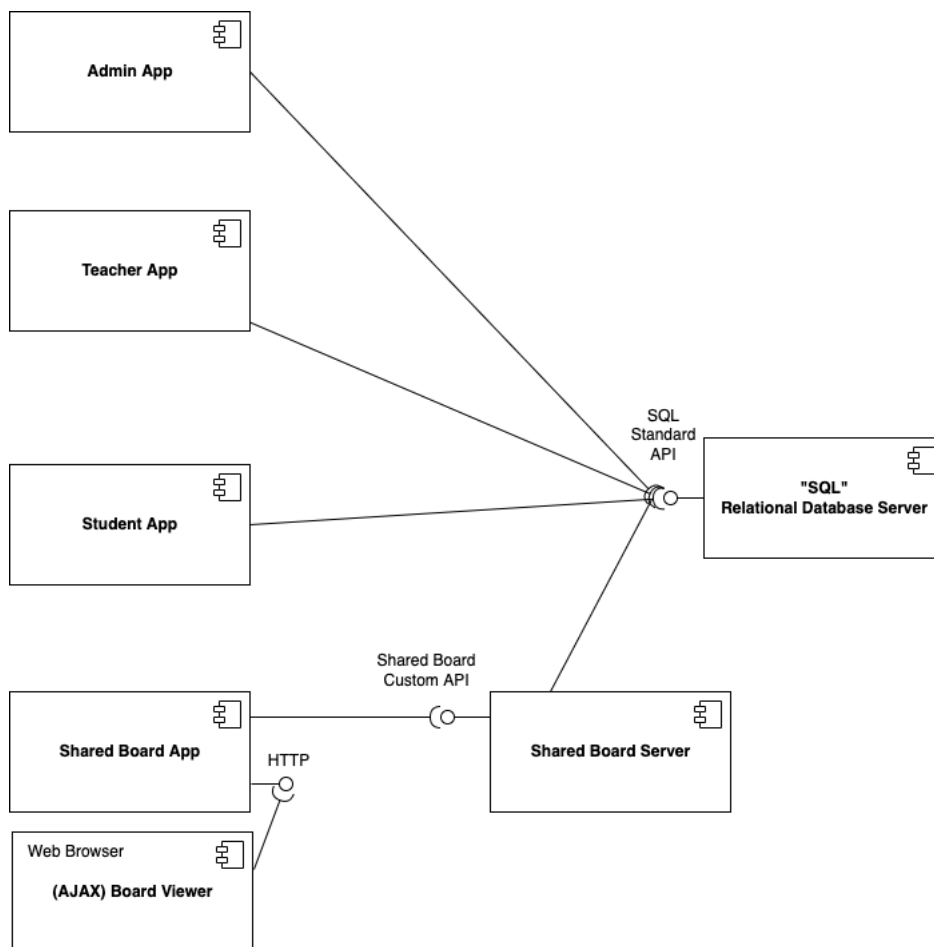 Admin App
Teacher App
SQL
Standard
API
"SQL"
Relational Database Server
Student App
Shared Board
Custom API
Shared Board App
Shared Board Server
HTTP
Web Browser
(AJAX) Board Viewer